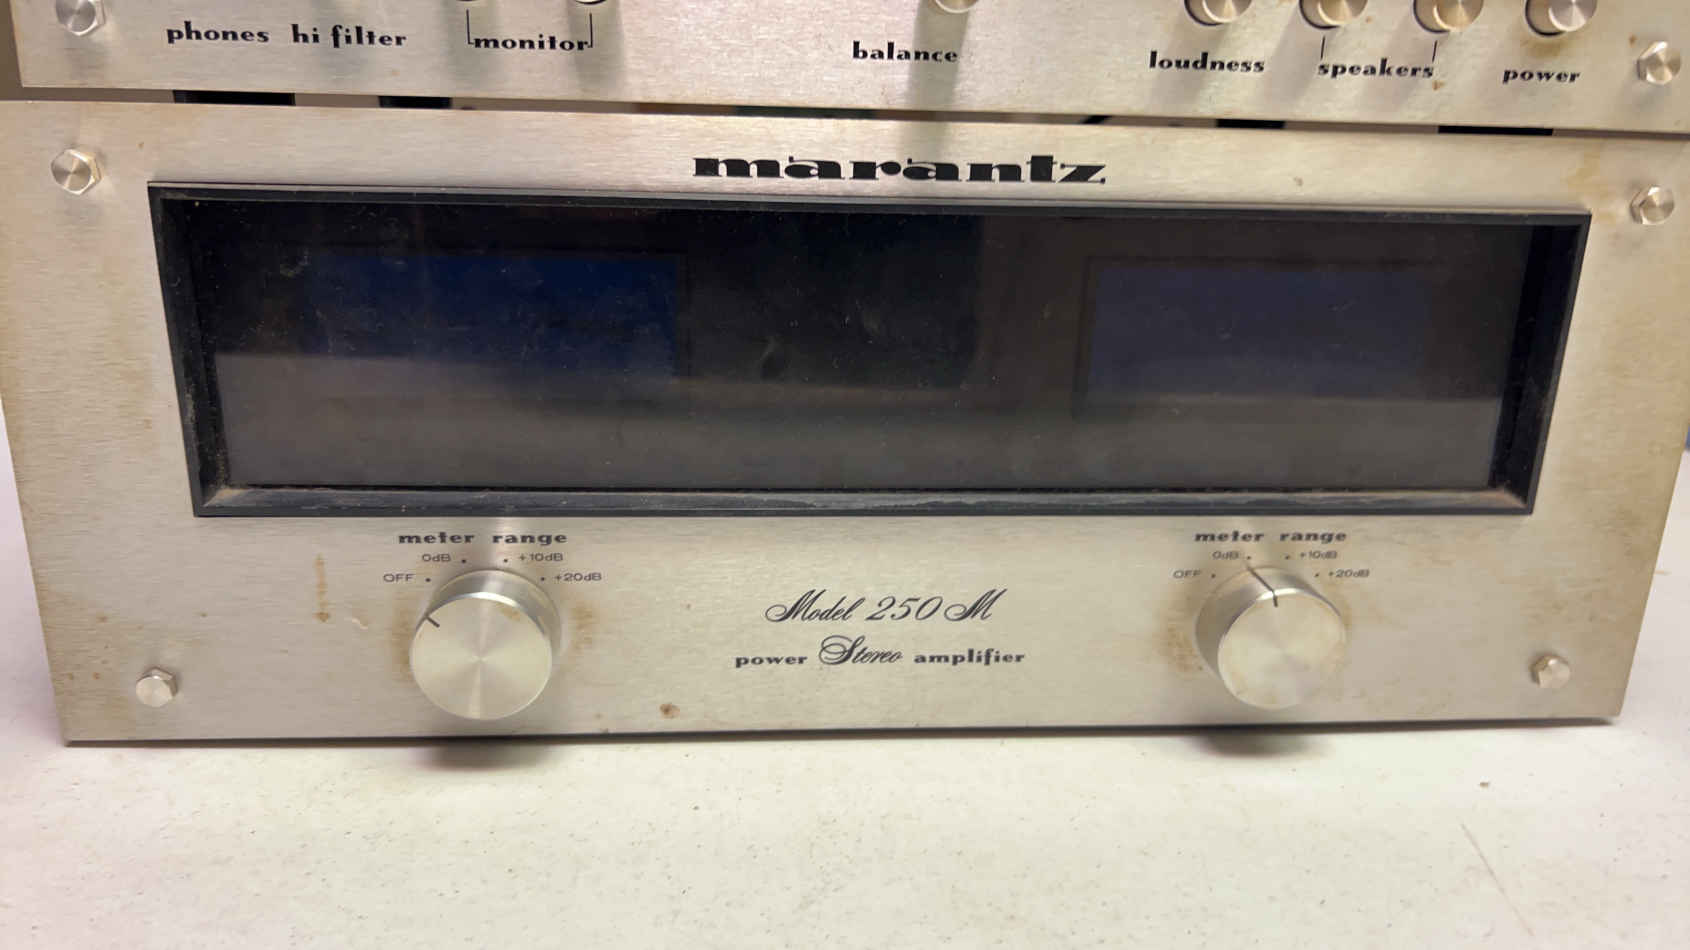 phones hi filter monitor balance loudness speakers power
marantz
meter range
0dB +10dB
OFF +20dB
meter range
0dB +10dB
OFF +20dB
Model 250 M
power Stereo amplifier